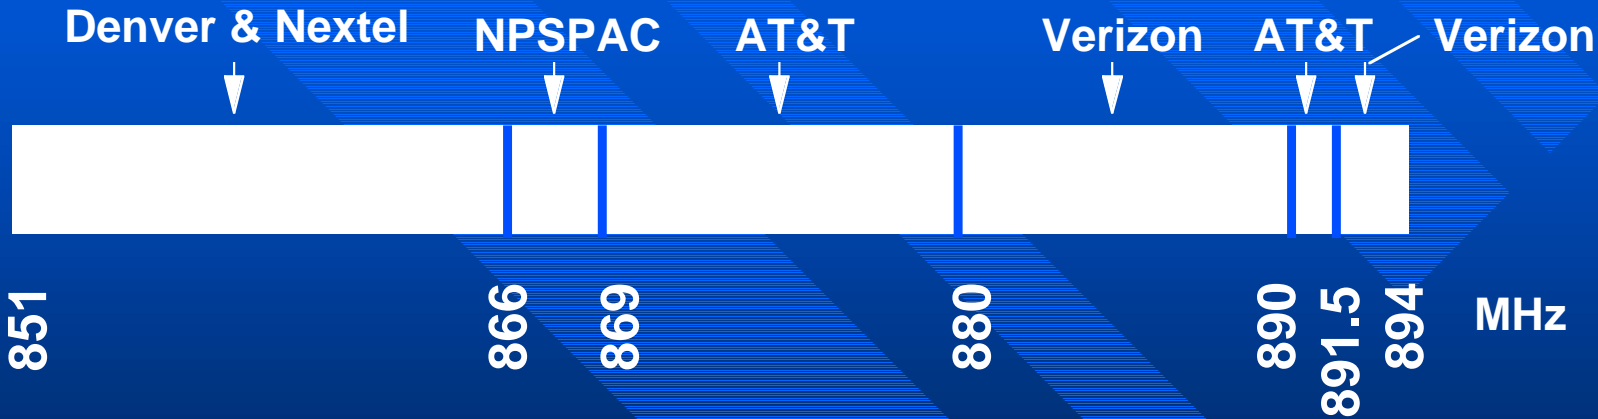 Denver & Nextel
NPSPAC
AT&T
Verizon
AT&T
Verizon
851
866
869
880
890
891.5
894
MHz